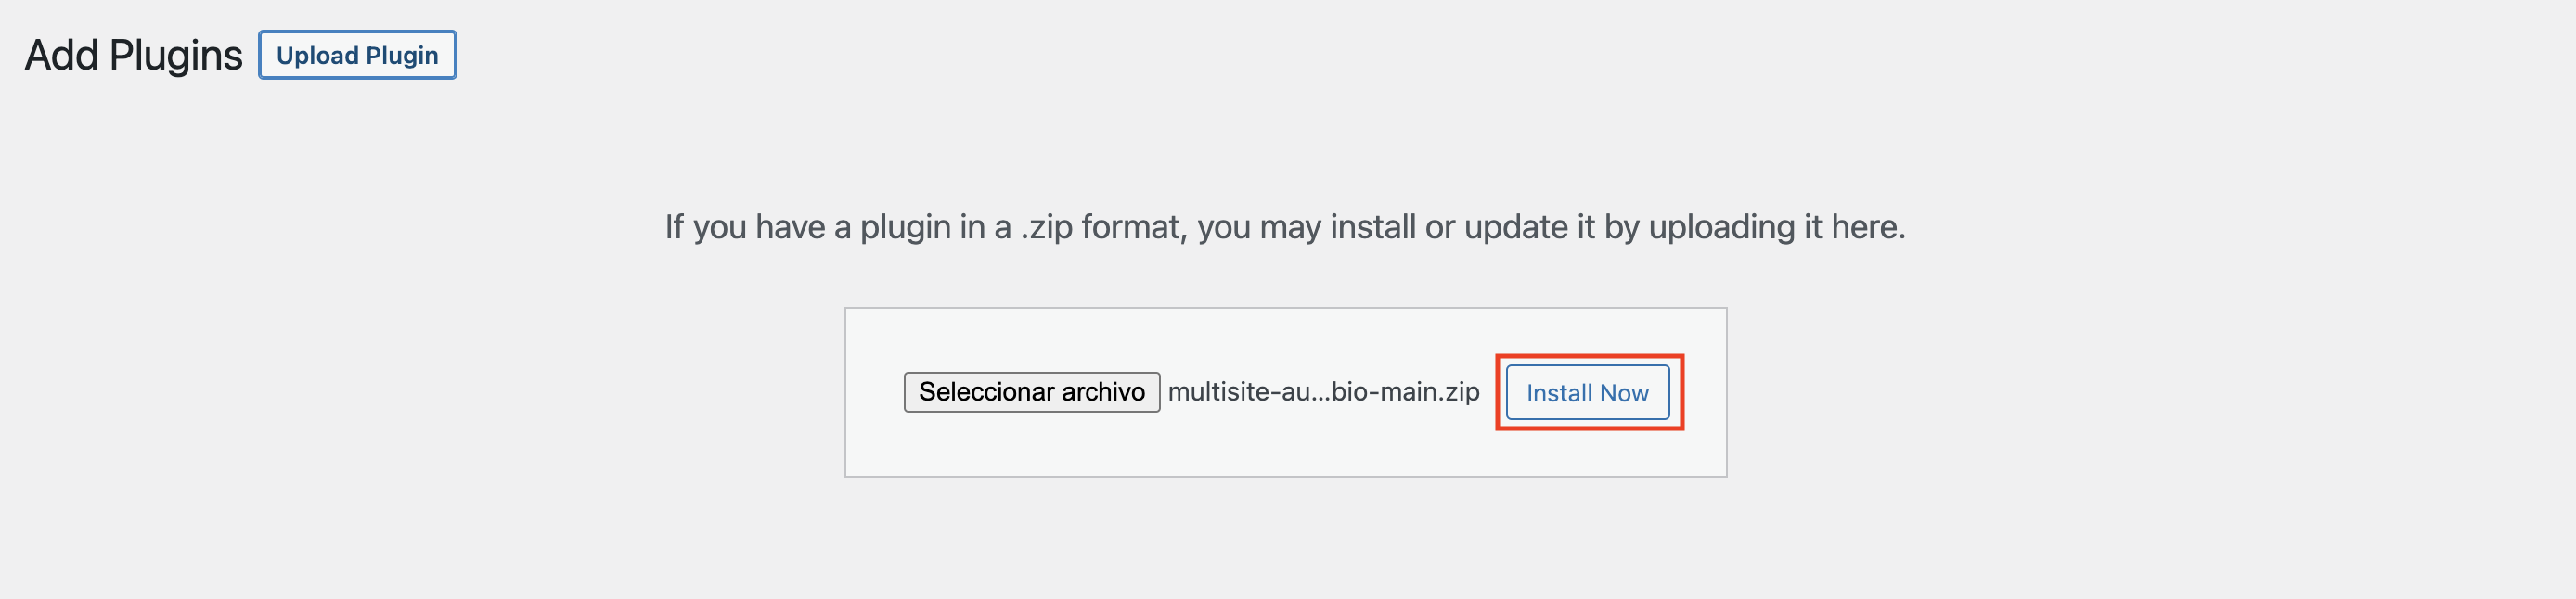 Add Plugins Upload Plugin
If you have a plugin in a .zip format, you may install or update it by uploading it here.
Seleccionar archivo multisite-au...bio-main.zip Install Now